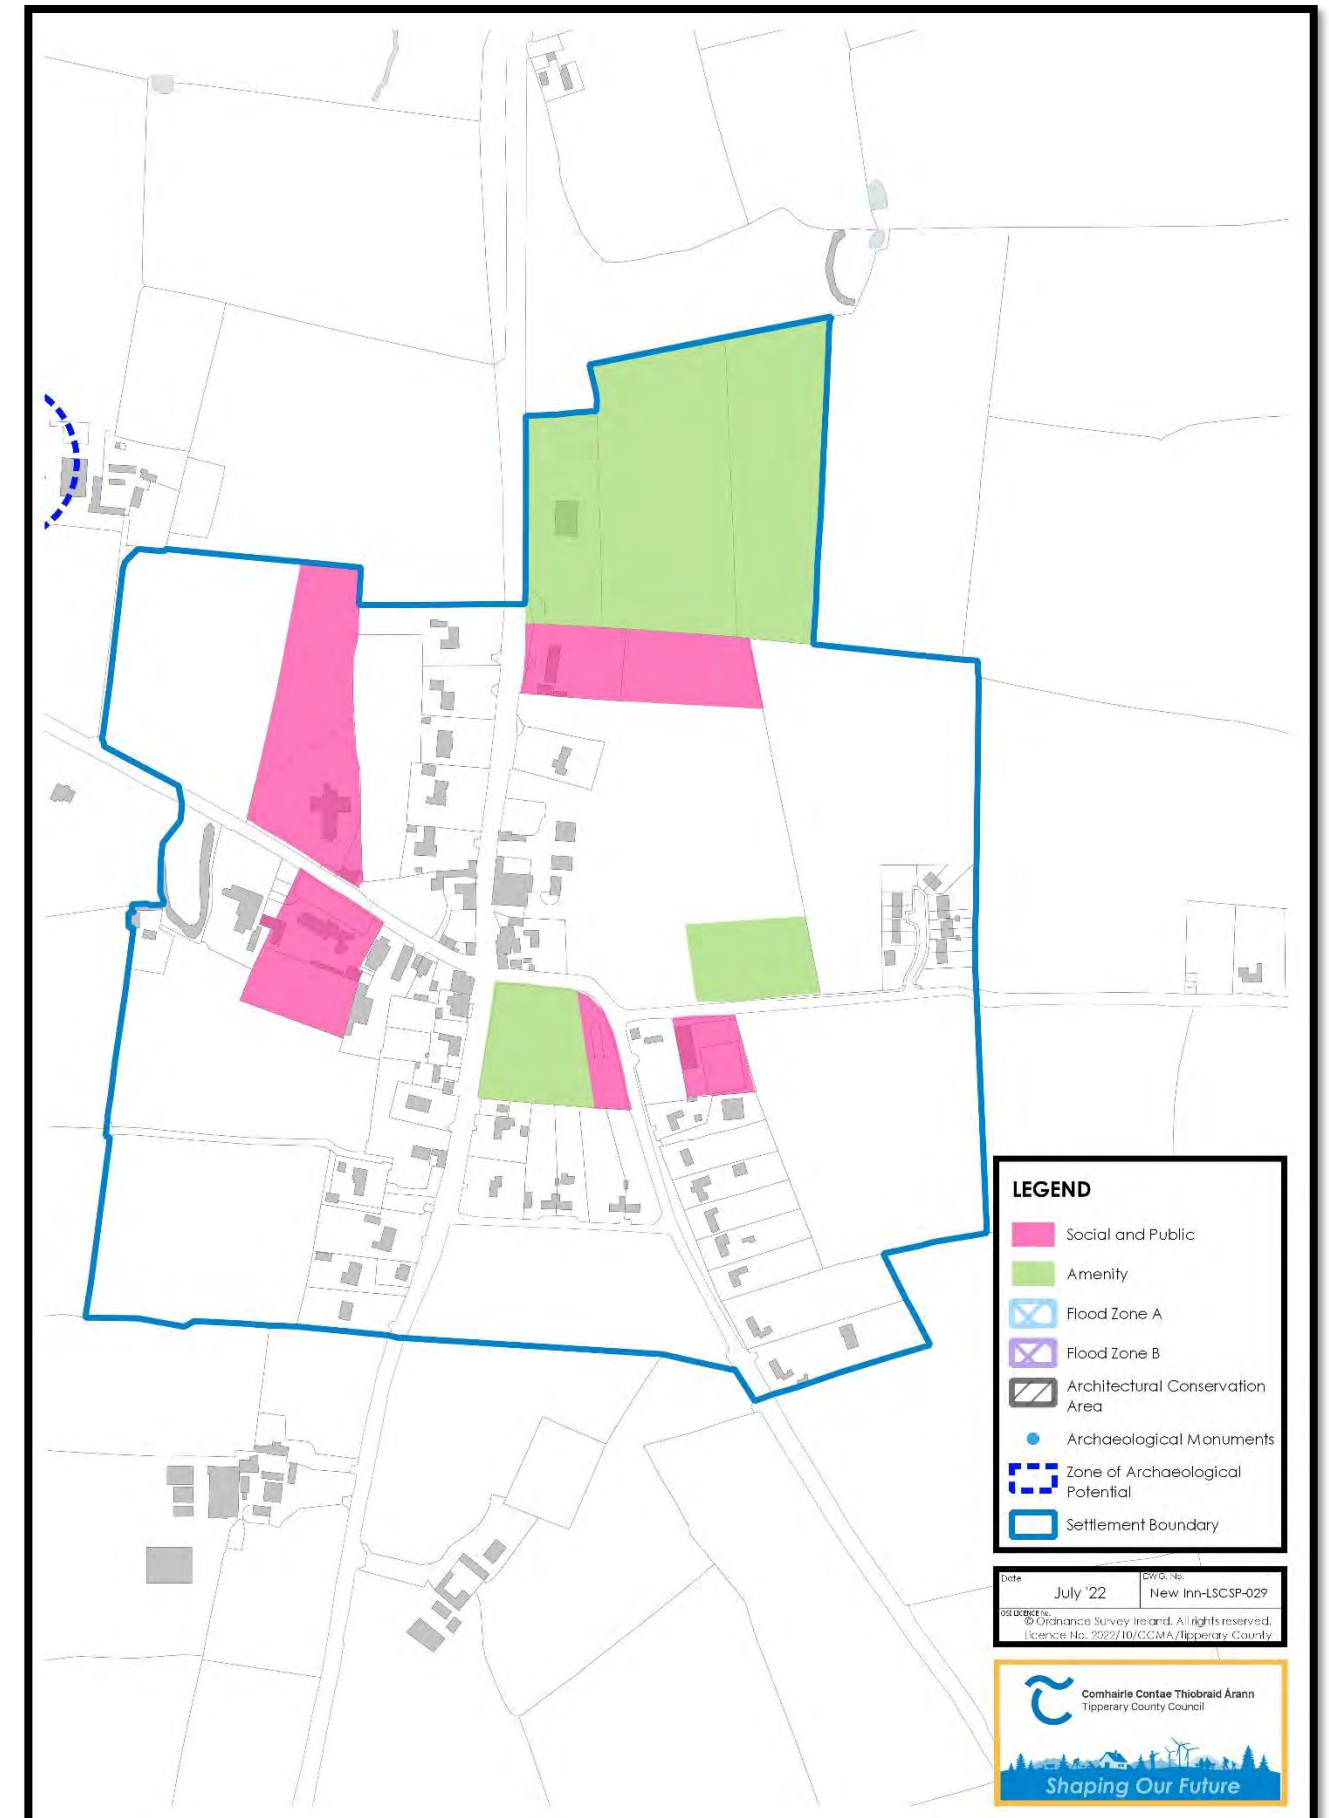 LEGEND
Social and Public
Amenity
Flood Zone A
Flood Zone B
Architectural Conservation
Area
Archaeological Monuments
Zone of Archaeological
Potential
Settlement Boundary
Date
July '22
DWG. No.
New Inn-LSCSP-029
OSI LICENCE No.
© Ordnance Survey Ireland. All rights reserved.
Licence No. 2022/10/CCMA/Tipperary County
Comhairle Contae Thiobraid Árann
Tipperary County Council
Shaping Our Future